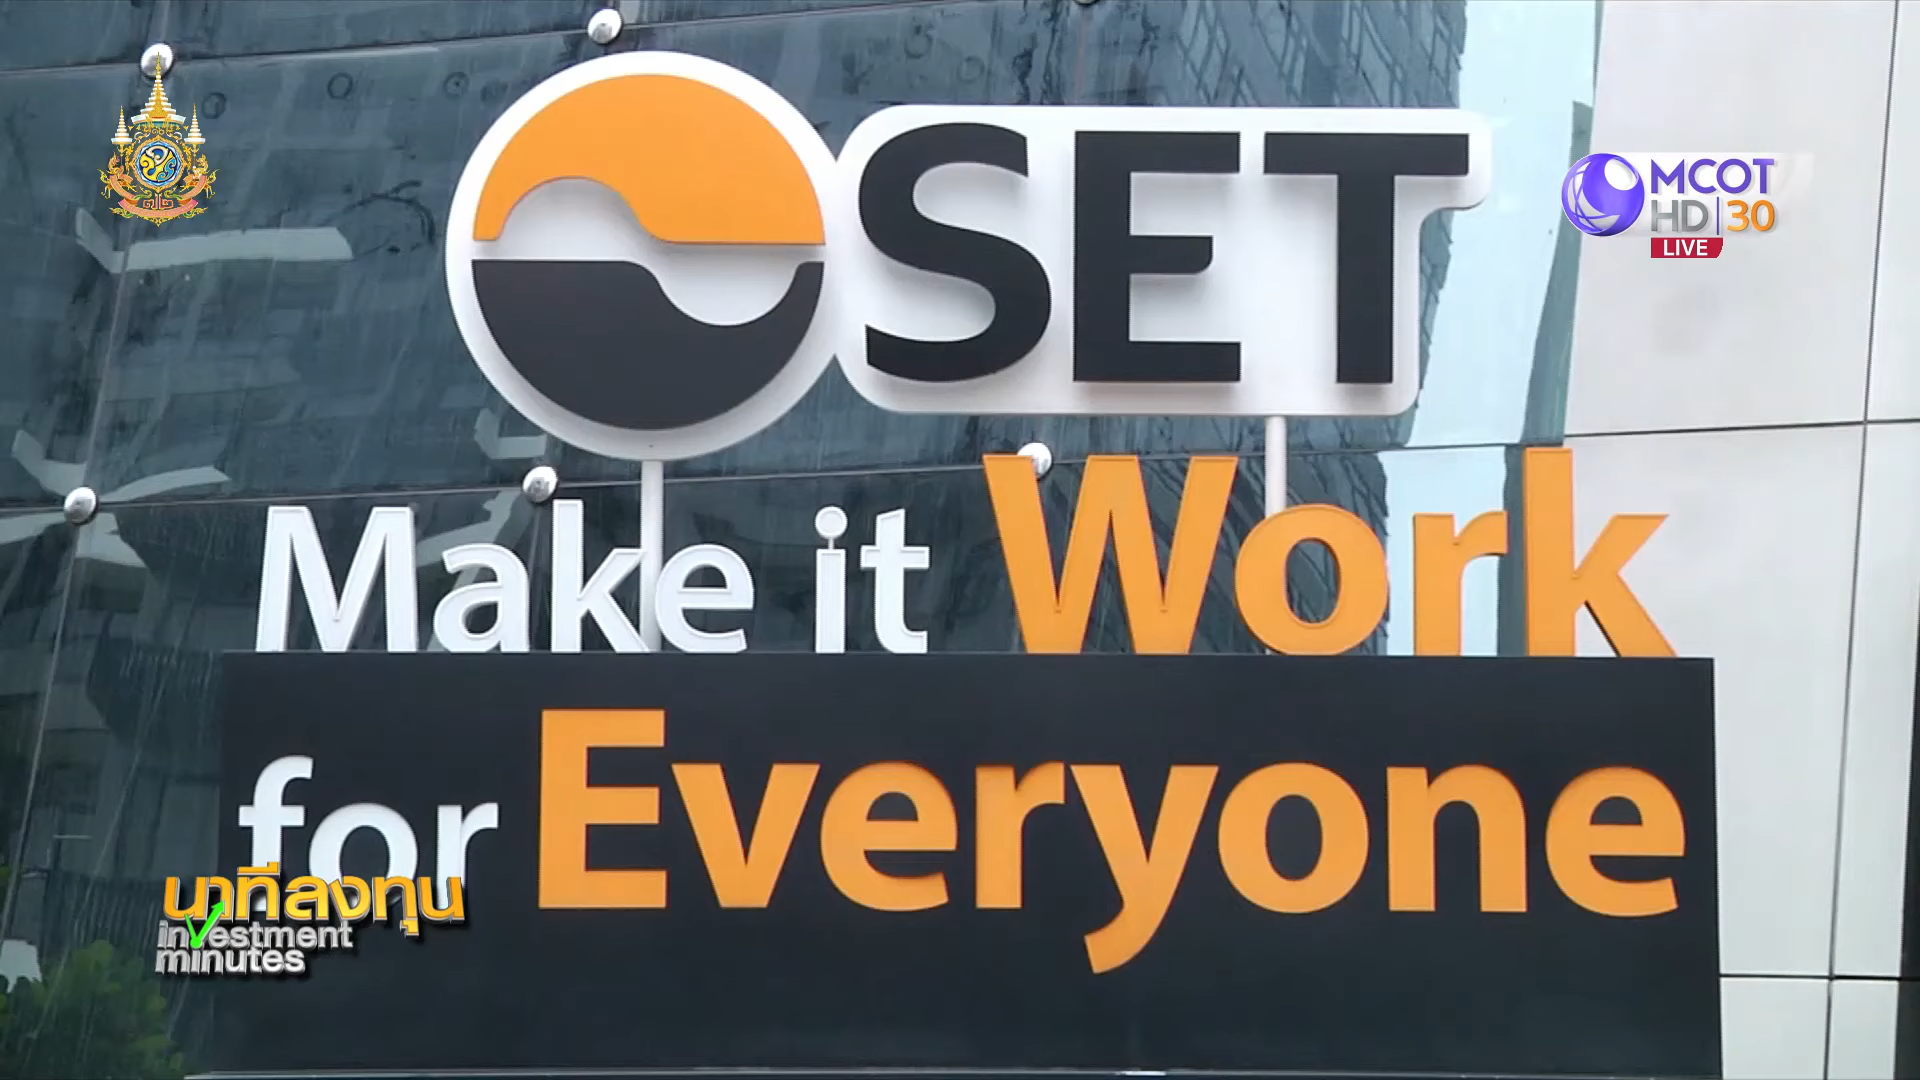 SET
MCOT
HD 30
LIVE
Make it Work
for Everyone
นาทีลงทุน
investment
minutes